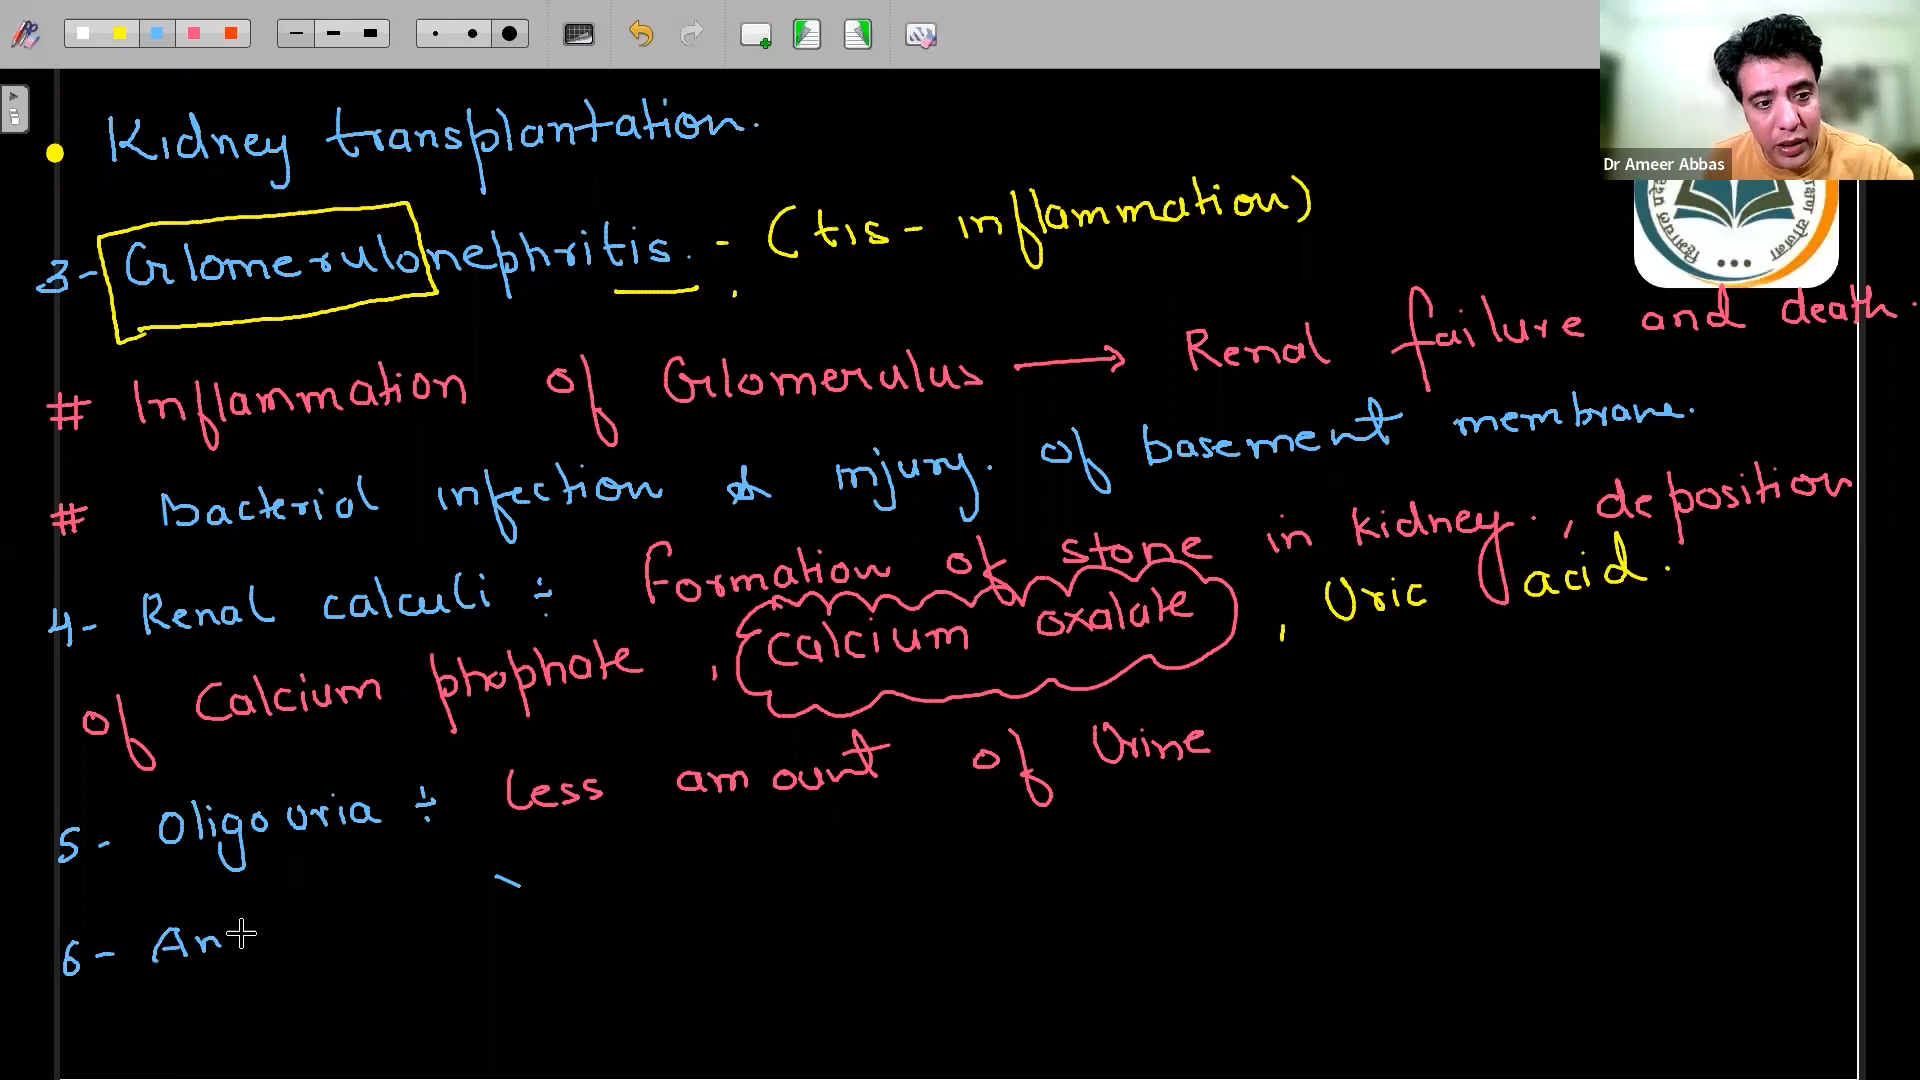 Dr Ameer Abbas
• Kidney transplantation.
3- Glomerulonephritis. - (tis - inflammation)
# Inflammation of Glomerulus ⟶ Renal failure and death.
# Bacterial infection & injury. of basement membrane.
4- Renal calculi ÷ Formation of stone in kidney., deposition
of Calcium phophate, calcium oxalate, Uric acid.
5- Oligouria ÷ Less amount of Urine
6- An